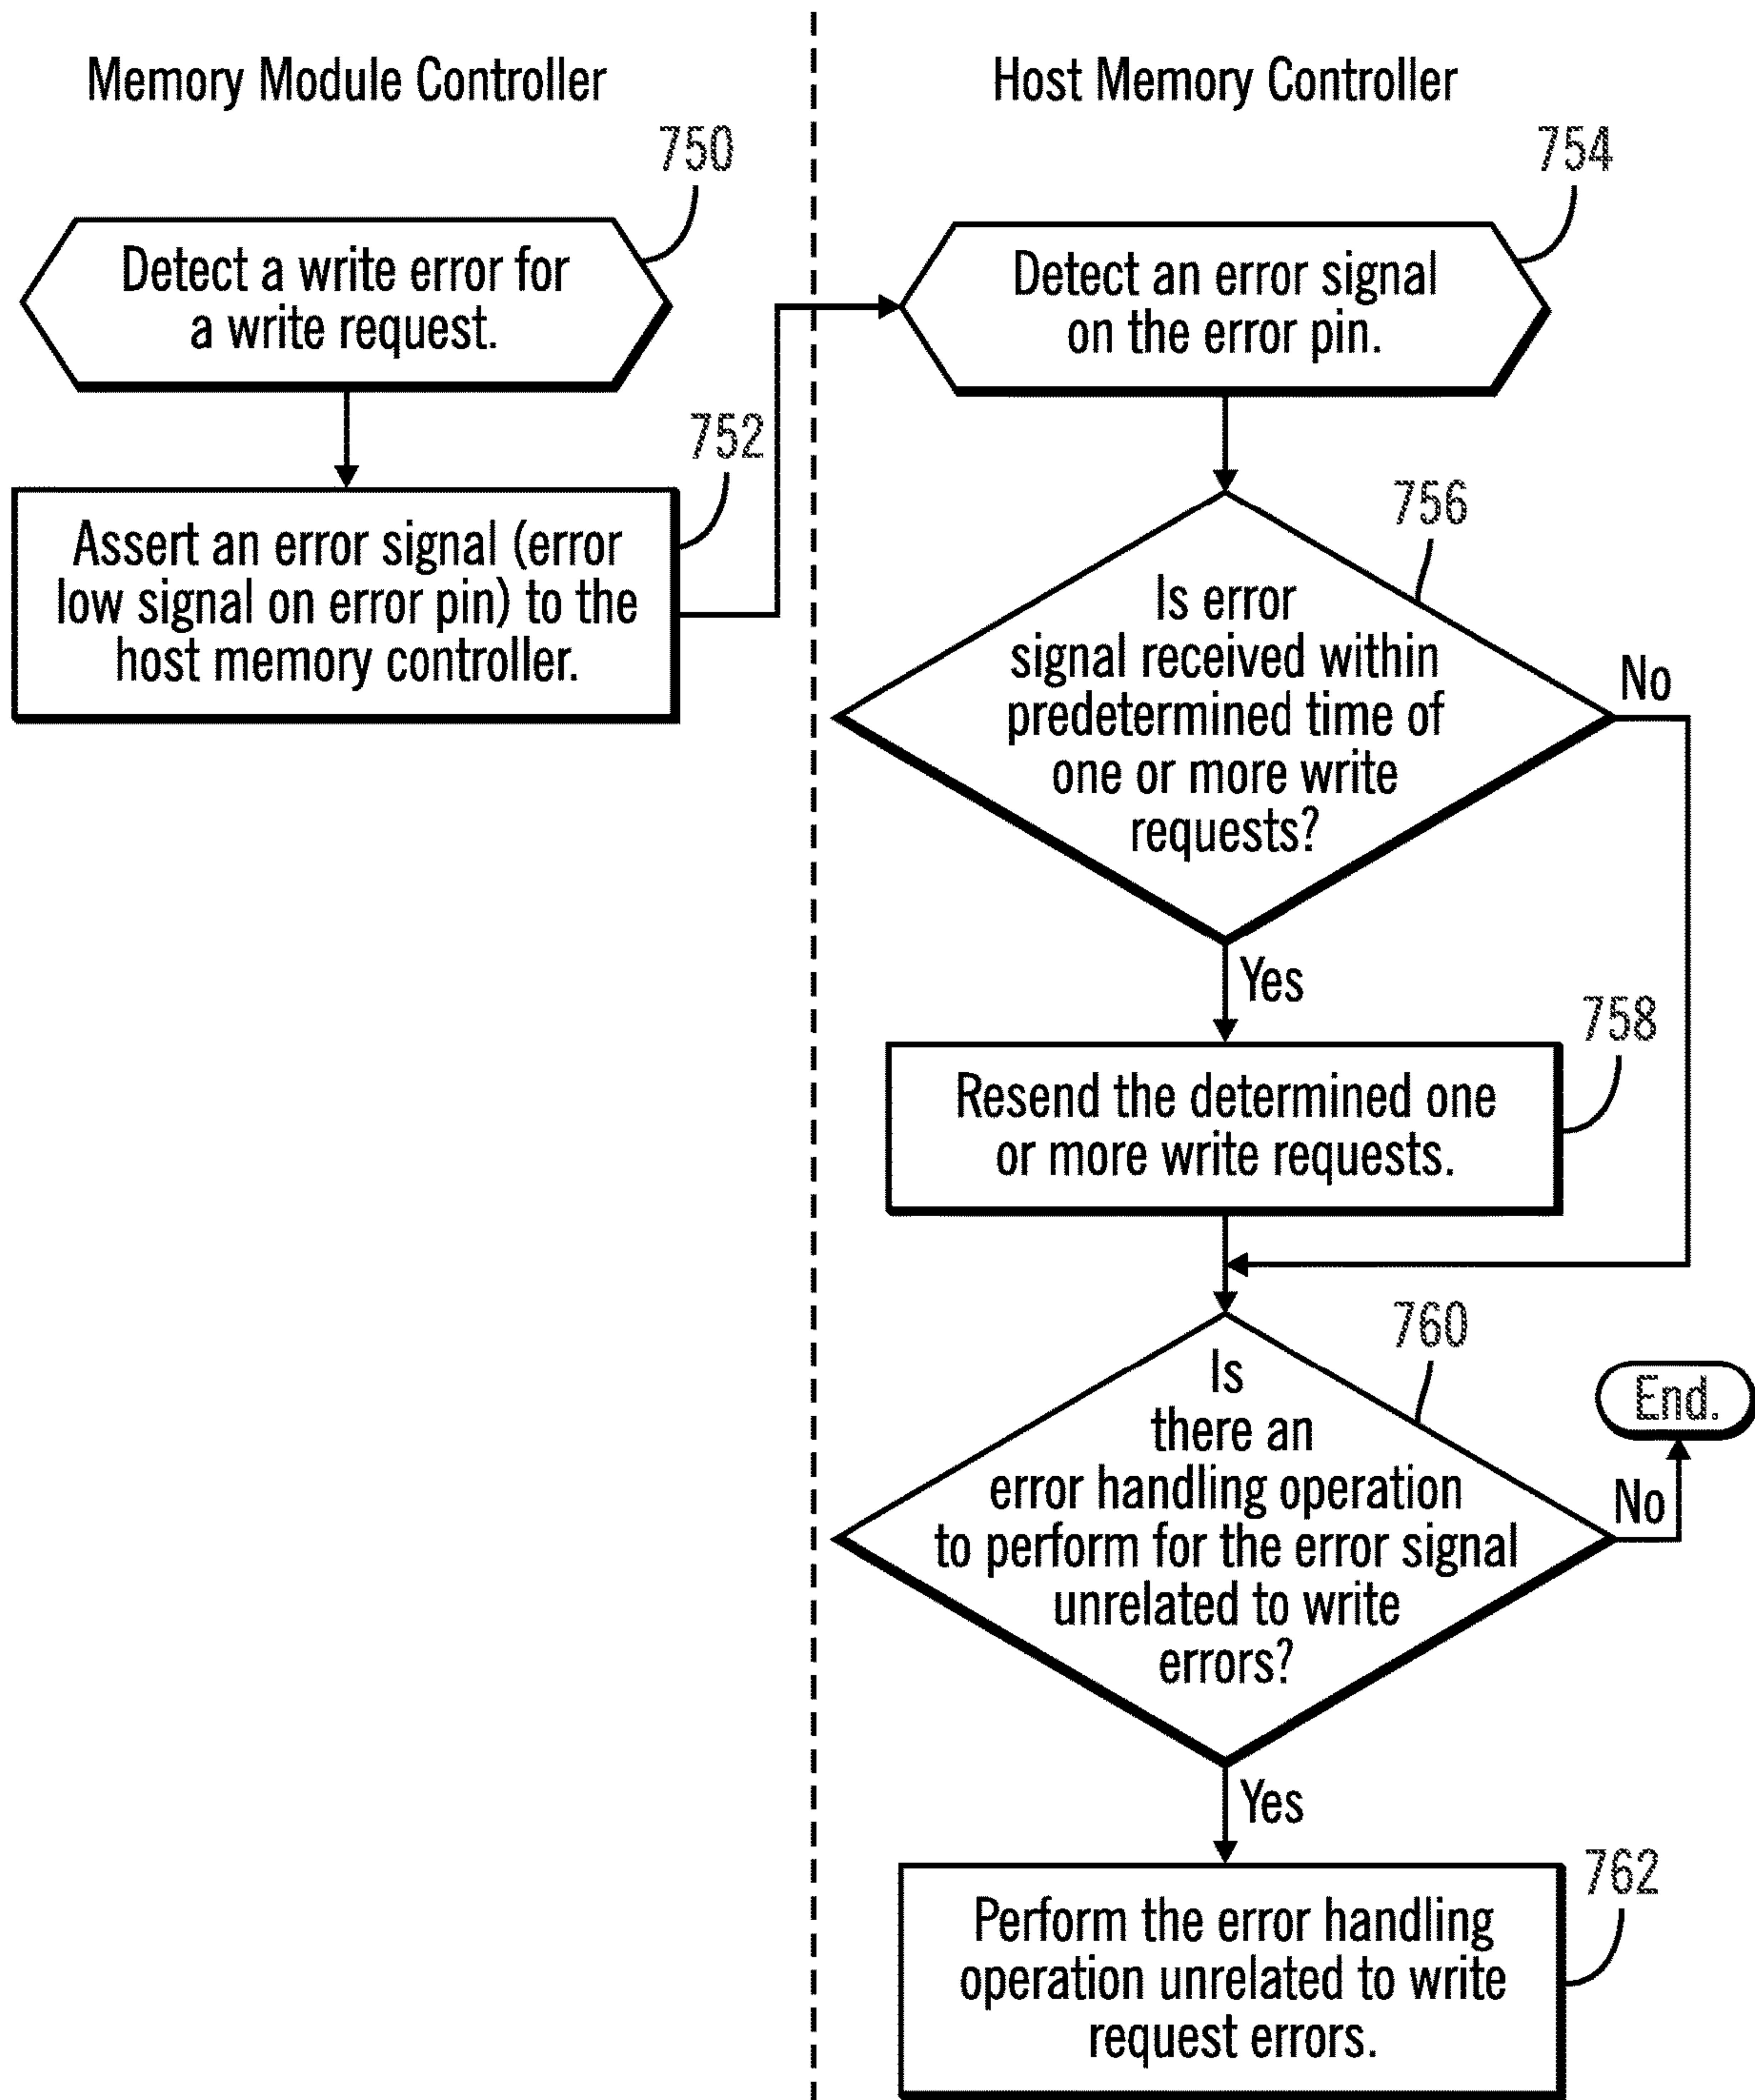 Memory Module Controller
Host Memory Controller
750
Detect a write error for
a write request.
752
Assert an error signal (error
low signal on error pin) to the
host memory controller.
754
Detect an error signal
on the error pin.
756
Is error
signal received within
predetermined time of
one or more write
requests?
No
Yes
758
Resend the determined one
or more write requests.
760
Is
there an
error handling operation
to perform for the error signal
unrelated to write
errors?
End.
No
Yes
762
Perform the error handling
operation unrelated to write
request errors.